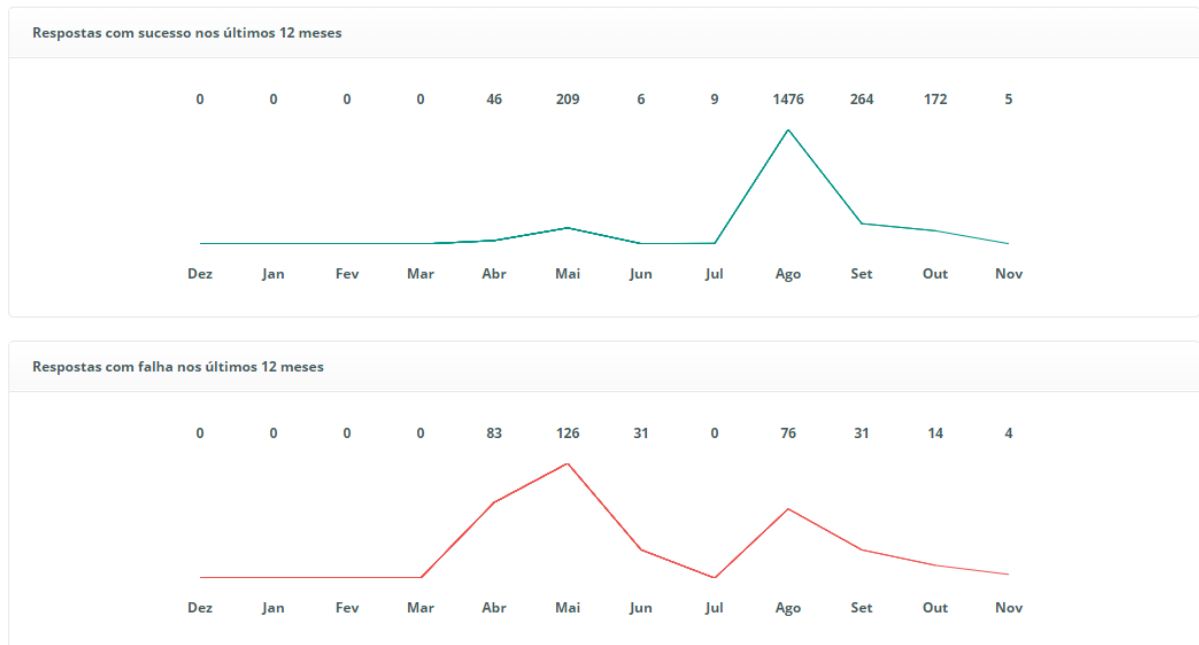 Respostas com sucesso nos últimos 12 meses
0 0 0 0 46 209 6 9 1476 264 172 5
Dez Jan Fev Mar Abr Mai Jun Jul Ago Set Out Nov
Respostas com falha nos últimos 12 meses
0 0 0 0 83 126 31 0 76 31 14 4
Dez Jan Fev Mar Abr Mai Jun Jul Ago Set Out Nov